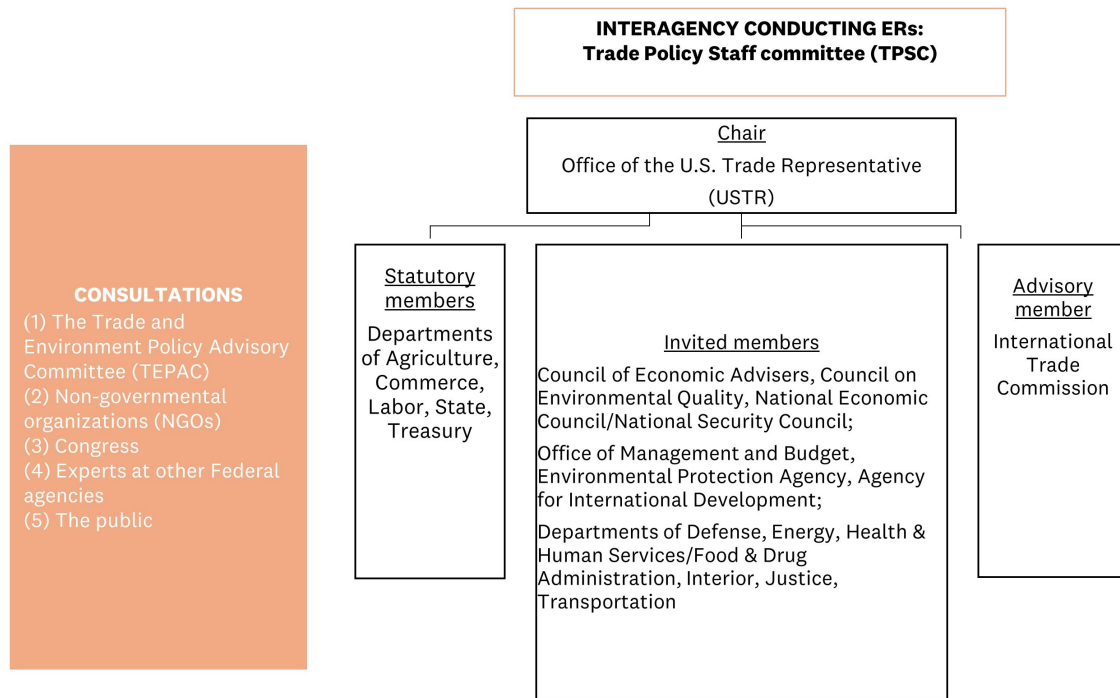 INTERAGENCY CONDUCTING ERs:
Trade Policy Staff committee (TPSC)
Chair
Office of the U.S. Trade Representative
(USTR)
CONSULTATIONS
(1) The Trade and
Environment Policy Advisory
Committee (TEPAC)
(2) Non-governmental
organizations (NGOs)
(3) Congress
(4) Experts at other Federal
agencies
(5) The public
Statutory
members
Departments
of Agriculture,
Commerce,
Labor, State,
Treasury
Invited members
Council of Economic Advisers, Council on
Environmental Quality, National Economic
Council/National Security Council;
Office of Management and Budget,
Environmental Protection Agency, Agency
for International Development;
Departments of Defense, Energy, Health &
Human Services/Food & Drug
Administration, Interior, Justice,
Transportation
Advisory
member
International
Trade
Commission